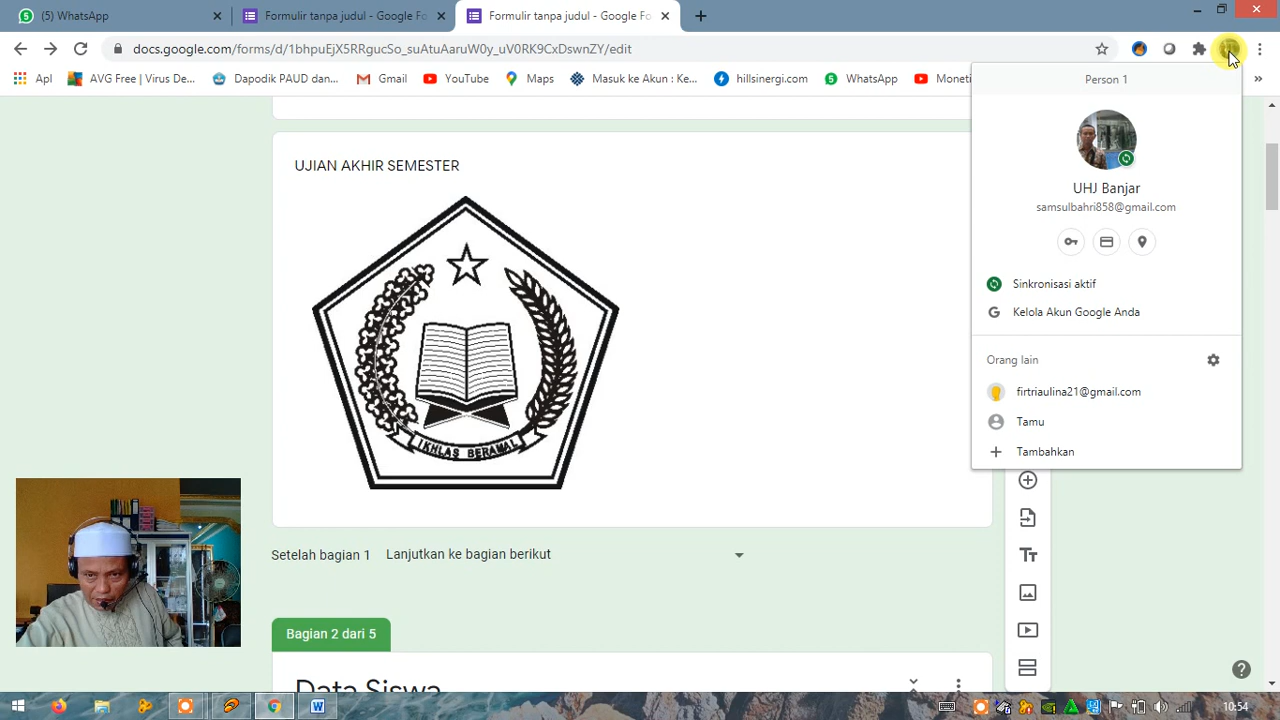 (5) WhatsApp
Formulir tanpa judul - Google Fo
Formulir tanpa judul - Google Fo
docs.google.com/forms/d/1bhpuEjX5RRgucSo_suAtuAaruW0y_uV0RK9CxDswnZY/edit
Apl
AVG Free | Virus De...
Dapodik PAUD dan...
Gmail
YouTube
Maps
Masuk ke Akun : Ke...
hillsinergi.com
WhatsApp
Moneti
»
Person 1
UHJ Banjar
samsulbahri858@gmail.com
Sinkronisasi aktif
Kelola Akun Google Anda
Orang lain
firtriaulina21@gmail.com
Tamu
Tambahkan
UJIAN AKHIR SEMESTER
IKHLAS BERAMAL
Setelah bagian 1 Lanjutkan ke bagian berikut
Bagian 2 dari 5
Data Siswa
10:54